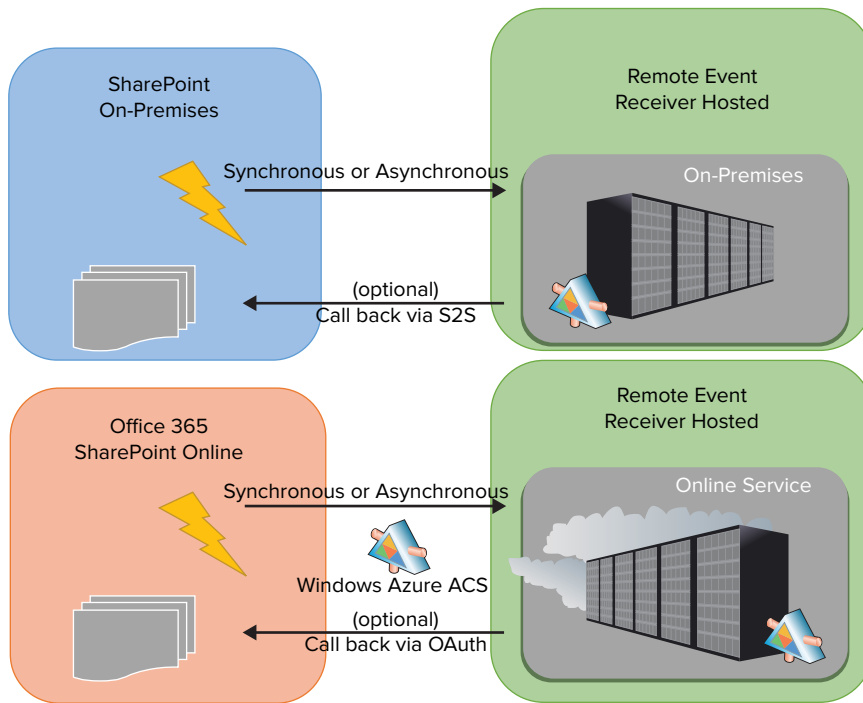 SharePoint
On-Premises
Remote Event
Receiver Hosted
Synchronous or Asynchronous
On-Premises
(optional)
Call back via S2S
Office 365
SharePoint Online
Remote Event
Receiver Hosted
Synchronous or Asynchronous
Online Service
Windows Azure ACS
(optional)
Call back via OAuth